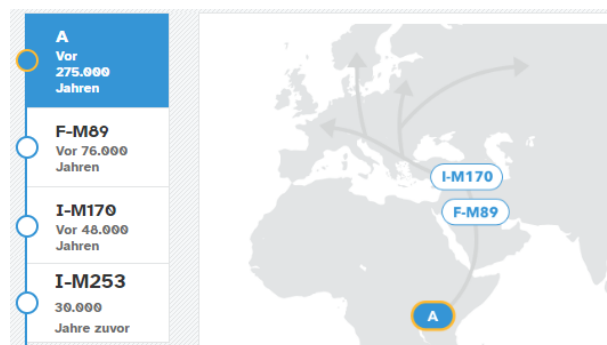 A
Vor
275.000
Jahren
F-M89
Vor 76.000
Jahren
I-M170
Vor 48.000
Jahren
I-M253
30.000
Jahre zuvor
I-M170
F-M89
A